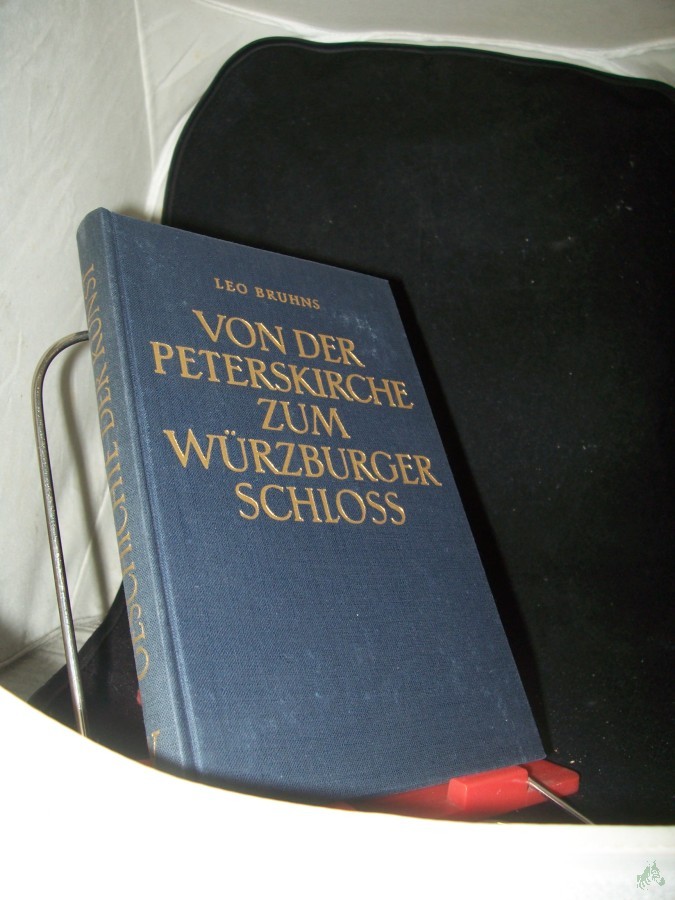 LEO BRUHNS
VON DER
PETERSKIRCHE
ZUM
WÜRZBURGER
SCHLOSS
GESCHICHTE DER KUNST